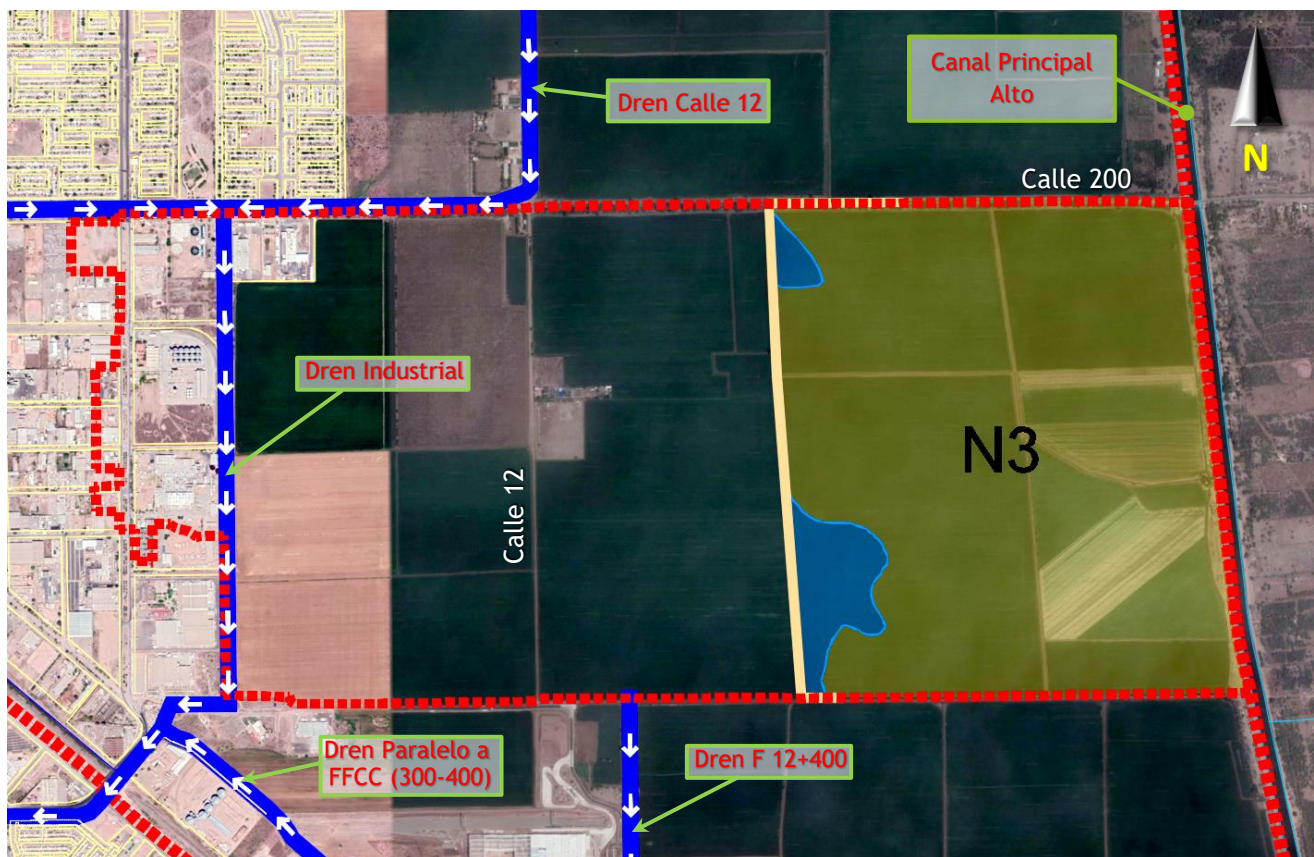 Canal Principal
Alto
Dren Calle 12
N
Calle 200
Dren Industrial
N3
Calle 12
Dren Paralelo a
FFCC (300-400)
Dren F 12+400